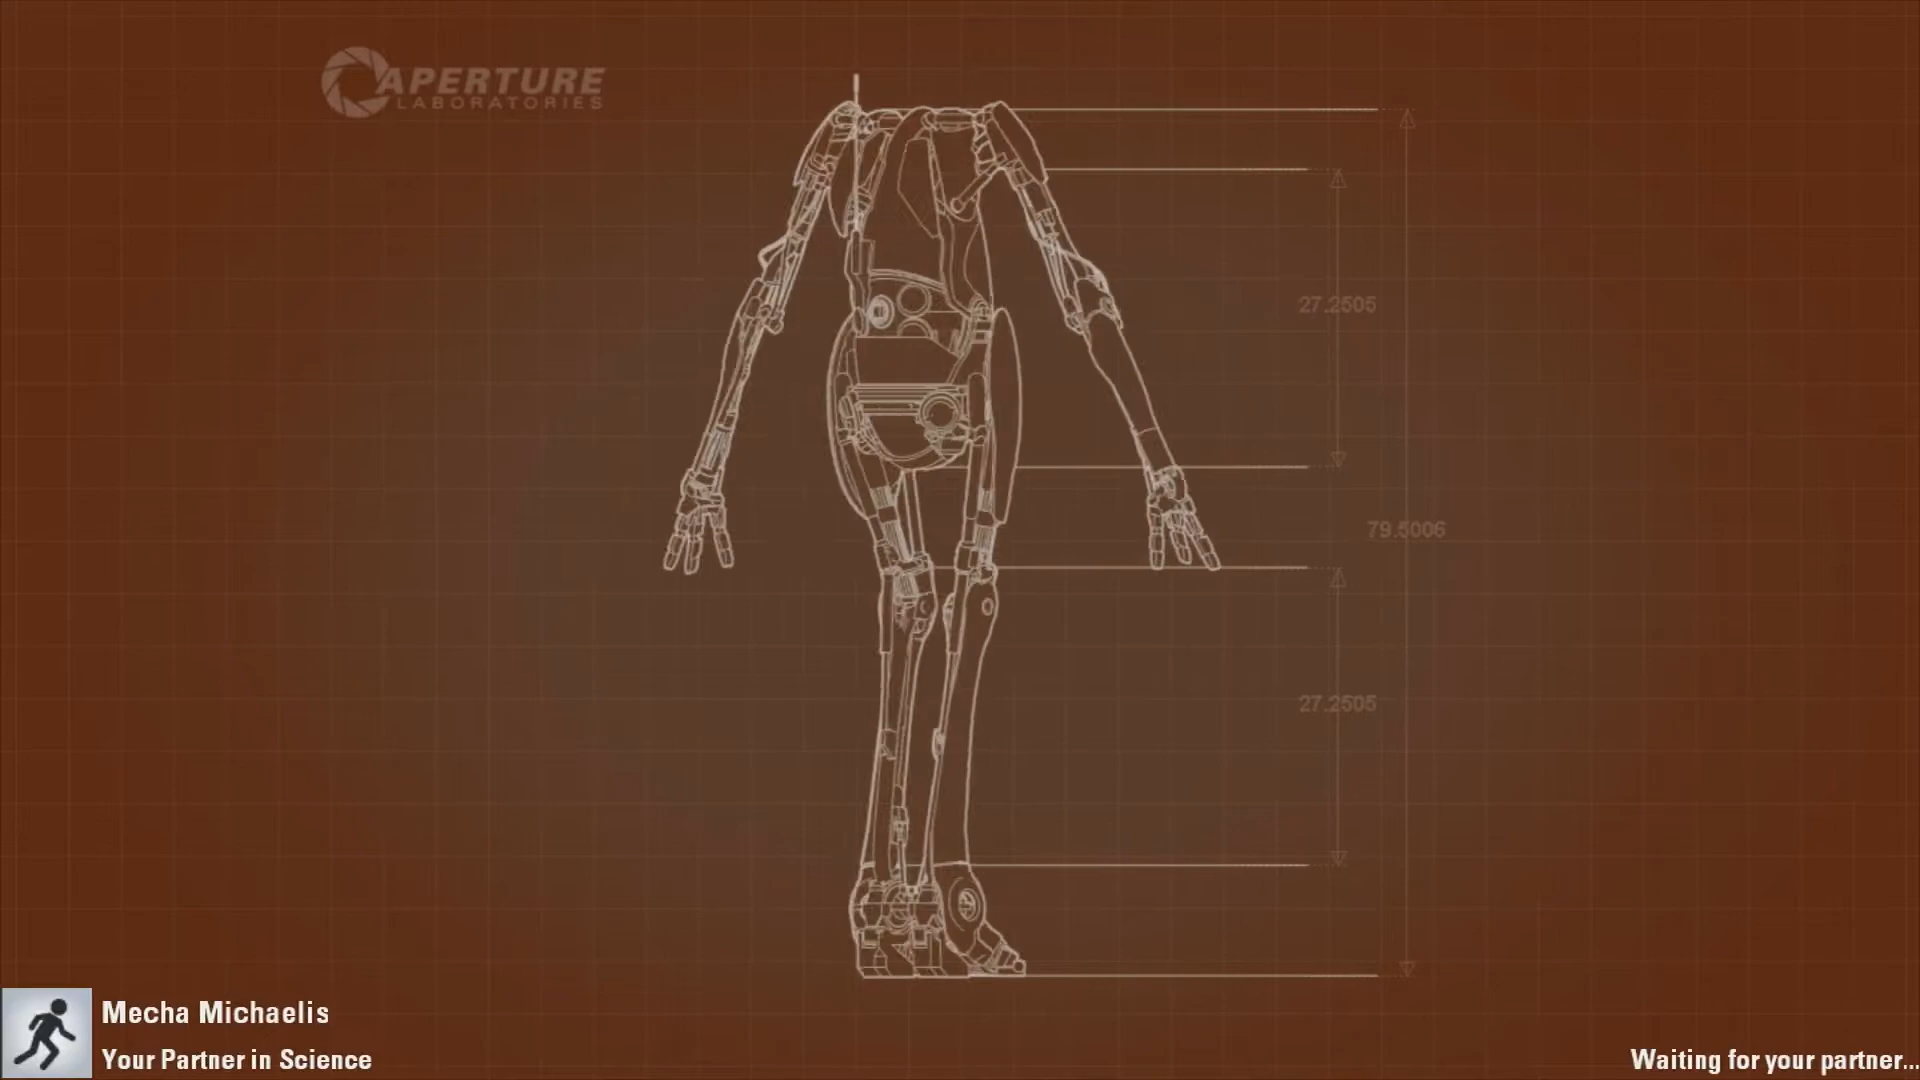 APERTURE
LABORATORIES
27.2505
79.5006
27.2505
Mecha Michaelis
Your Partner in Science
Waiting for your partner...